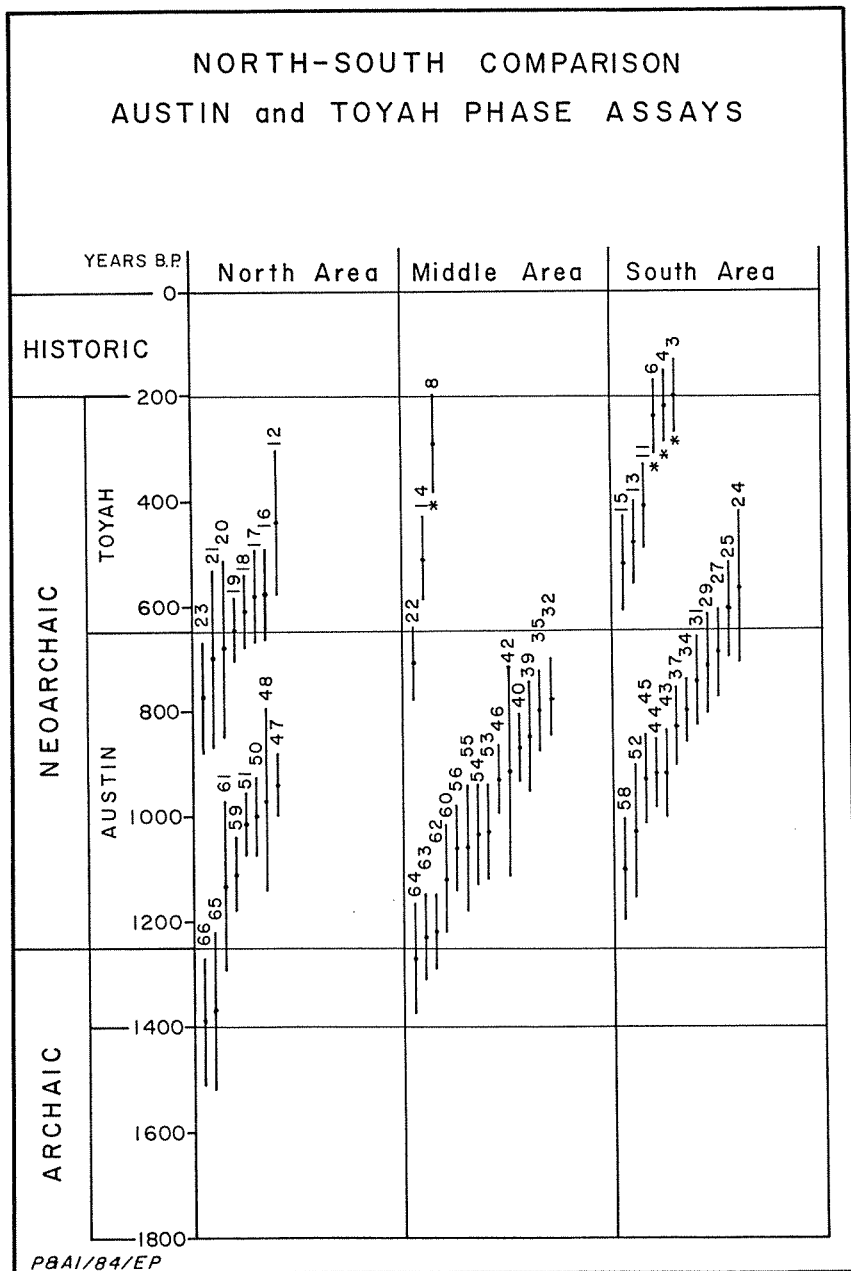 NORTH-SOUTH COMPARISON
AUSTIN and TOYAH PHASE ASSAYS
YEARS B.P. North Area Middle Area South Area
0
HISTORIC
200
400
600
800
1000
1200
1400
1600
1800
NEOARCHAIC
TOYAH
AUSTIN
ARCHAIC
23 21 20 19 18 17 16 12
66 65 61 59 51 50 48 47
22 14 8
*
64 63 62 60 56 55 54 53 46 42 40 39 35 32
15 13 11 6 4 3
* * *
58 52 45 44 43 37 34 31 29 27 25 24
P&AI/84/EP